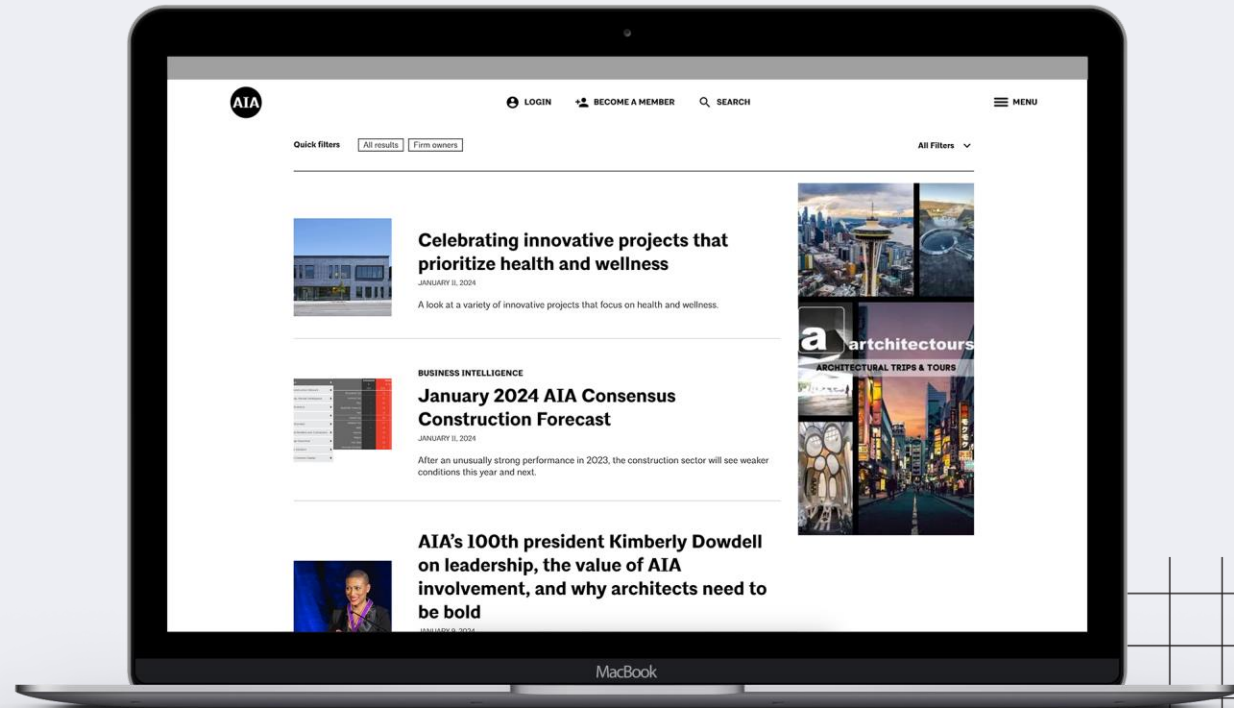 AIA
LOGIN
BECOME A MEMBER
SEARCH
MENU
Quick filters
All results
Firm owners
All Filters
Celebrating innovative projects that
prioritize health and wellness
JANUARY 11, 2024
A look at a variety of innovative projects that focus on health and wellness.
BUSINESS INTELLIGENCE
January 2024 AIA Consensus
Construction Forecast
JANUARY 11, 2024
After an unusually strong performance in 2023, the construction sector will see weaker
conditions this year and next.
AIA’s 100th president Kimberly Dowdell
on leadership, the value of AIA
involvement, and why architects need to
be bold
JANUARY 9, 2024
a
artchitectours
ARCHITECTURAL TRIPS & TOURS
MacBook